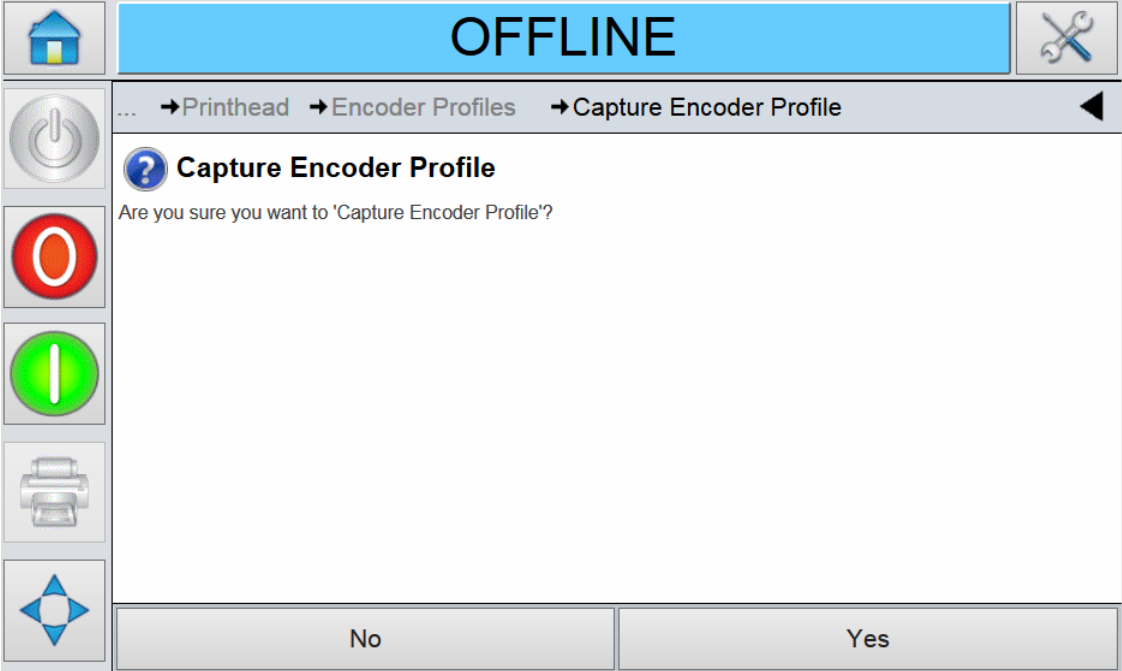 OFFLINE
... ➔Printhead ➔Encoder Profiles ➔Capture Encoder Profile
? Capture Encoder Profile
Are you sure you want to 'Capture Encoder Profile'?
No Yes